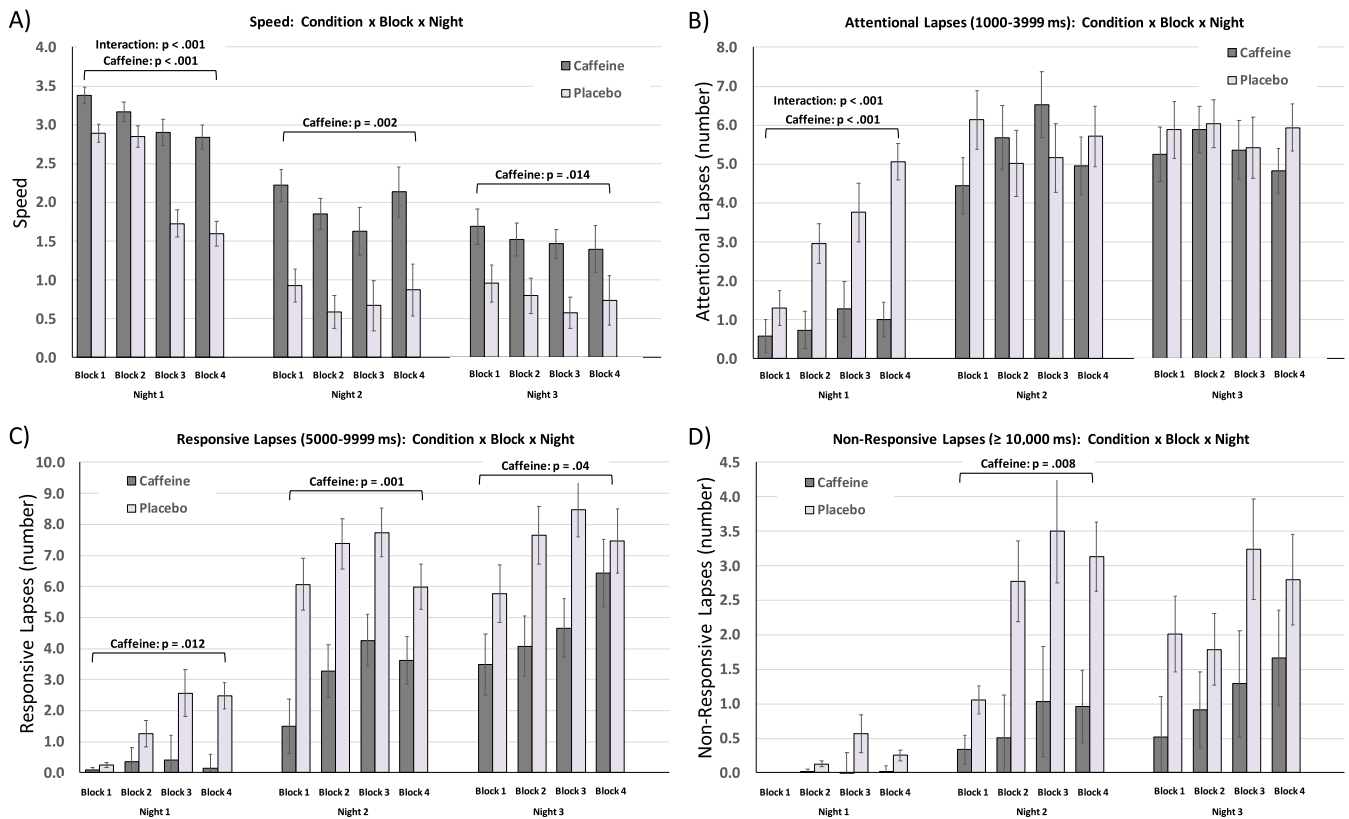 A)
Speed: Condition x Block x Night
Interaction: p < .001
Caffeine: p < .001
Caffeine: p = .002
Caffeine: p = .014
Caffeine
Placebo
Speed
4.0
3.5
3.0
2.5
2.0
1.5
1.0
0.5
0.0
Block 1 Block 2 Block 3 Block 4 Block 1 Block 2 Block 3 Block 4 Block 1 Block 2 Block 3 Block 4
Night 1 Night 2 Night 3
B)
Attentional Lapses (1000-3999 ms): Condition x Block x Night
Caffeine
Placebo
Interaction: p < .001
Caffeine: p < .001
Attentional Lapses (number)
8.0
7.0
6.0
5.0
4.0
3.0
2.0
1.0
0.0
Block 1 Block 2 Block 3 Block 4 Block 1 Block 2 Block 3 Block 4 Block 1 Block 2 Block 3 Block 4
Night 1 Night 2 Night 3
C)
Responsive Lapses (5000-9999 ms): Condition x Block x Night
Caffeine
Placebo
Caffeine: p = .012
Caffeine: p = .001
Caffeine: p = .04
Responsive Lapses (number)
10.0
9.0
8.0
7.0
6.0
5.0
4.0
3.0
2.0
1.0
0.0
Block 1 Block 2 Block 3 Block 4 Block 1 Block 2 Block 3 Block 4 Block 1 Block 2 Block 3 Block 4
Night 1 Night 2 Night 3
D)
Non-Responsive Lapses (≥ 10,000 ms): Condition x Block x Night
Caffeine
Placebo
Caffeine: p = .008
Non-Responsive Lapses (number)
4.5
4.0
3.5
3.0
2.5
2.0
1.5
1.0
0.5
0.0
Block 1 Block 2 Block 3 Block 4 Block 1 Block 2 Block 3 Block 4 Block 1 Block 2 Block 3 Block 4
Night 1 Night 2 Night 3